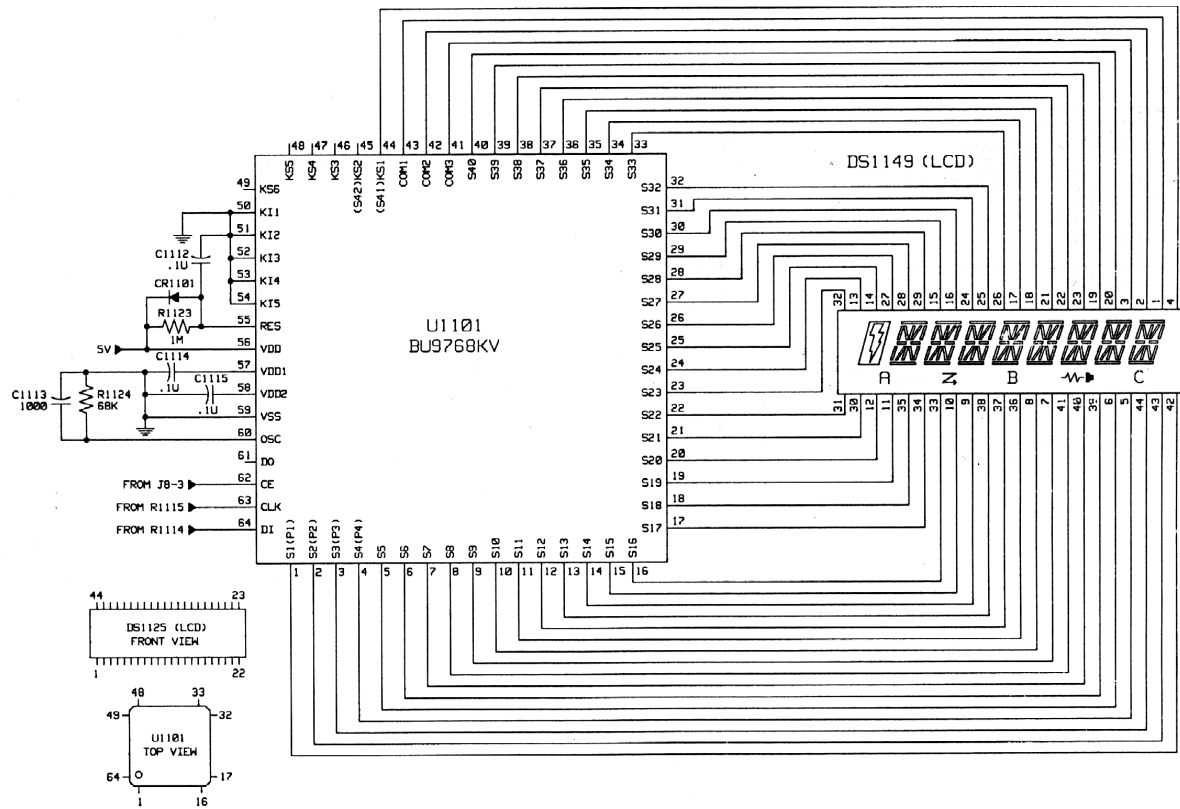 48 47 46 45 44 43 42 41 40 39 38 37 36 35 34 33
KS5 KS4 KS3 (S42)KS2 (S41)KS1 COM1 COM2 COM3 S40 S39 S38 S37 S36 S35 S34 S33
DS1149 (LCD)
49 KS6
50 KI1
51 KI2
52 KI3
53 KI4
54 KI5
55 RES
56 VDD
57 VDD1
58 VDD2
59 VSS
60 OSC
61 DO
62 CE
63 CLK
64 DI
C1112
.1U
CR1101
R1123
1M
5V
C1114
.1U
C1115
.1U
C1113
1000
R1124
68K
FROM J8-3
FROM R1115
FROM R1114
U1101
BU9768KV
S32 32
S31 31
S30 30
S29 29
S28 28
S27 27
S26 26
S25 25
S24 24
S23 23
S22 22
S21 21
S20 20
S19 19
S18 18
S17 17
32 13 14 27 28 29 15 16 24 25 26 17 18 21 22 23 19 20 3 2 1 4
A Z B C
31 30 12 11 35 34 33 10 9 38 37 36 8 7 41 40 39 6 5 44 43 42
S1(P1) S2(P2) S3(P3) S4(P4) S5 S6 S7 S8 S9 S10 S11 S12 S13 S14 S15 S16
1 2 3 4 5 6 7 8 9 10 11 12 13 14 15 16
44 23
DS1125 (LCD)
FRONT VIEW
1 22
48 33
49 32
U1101
TOP VIEW
64 17
1 16